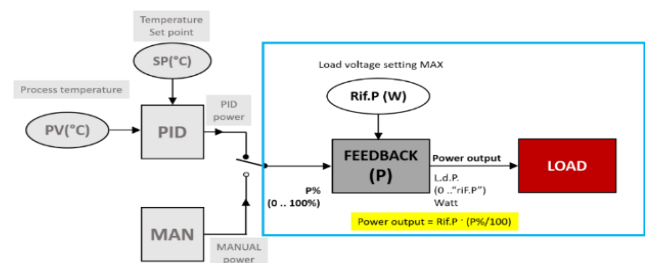 Temperature
Set point
SP(°C)
Load voltage setting MAX
Process temperature
Rif.P (W)
PID
power
PV(°C)
PID
FEEDBACK
(P)
Power output
LOAD
P%
(0 .. 100%)
L.d.P.
(0 .."riF.P")
Watt
Power output = Rif.P * (P%/100)
MAN
MANUAL
power